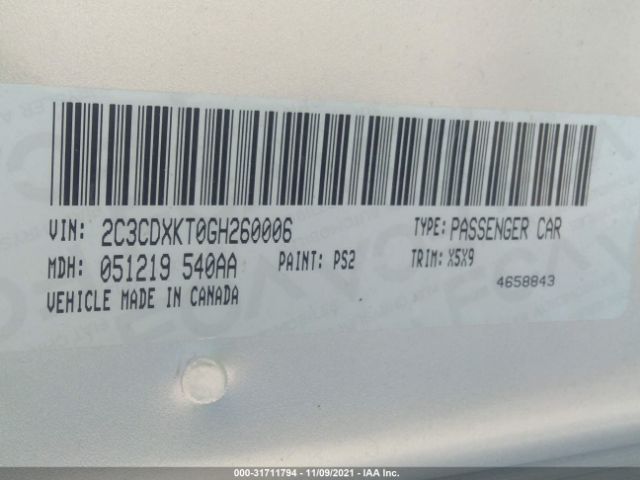 VIN: 2C3CDXKT0GH260006 TYPE: PASSENGER CAR
MDH: 051219 540AA PAINT: PS2 TRIM: X5X9
VEHICLE MADE IN CANADA 4658843
000-31711794 - 11/09/2021 - IAA Inc.